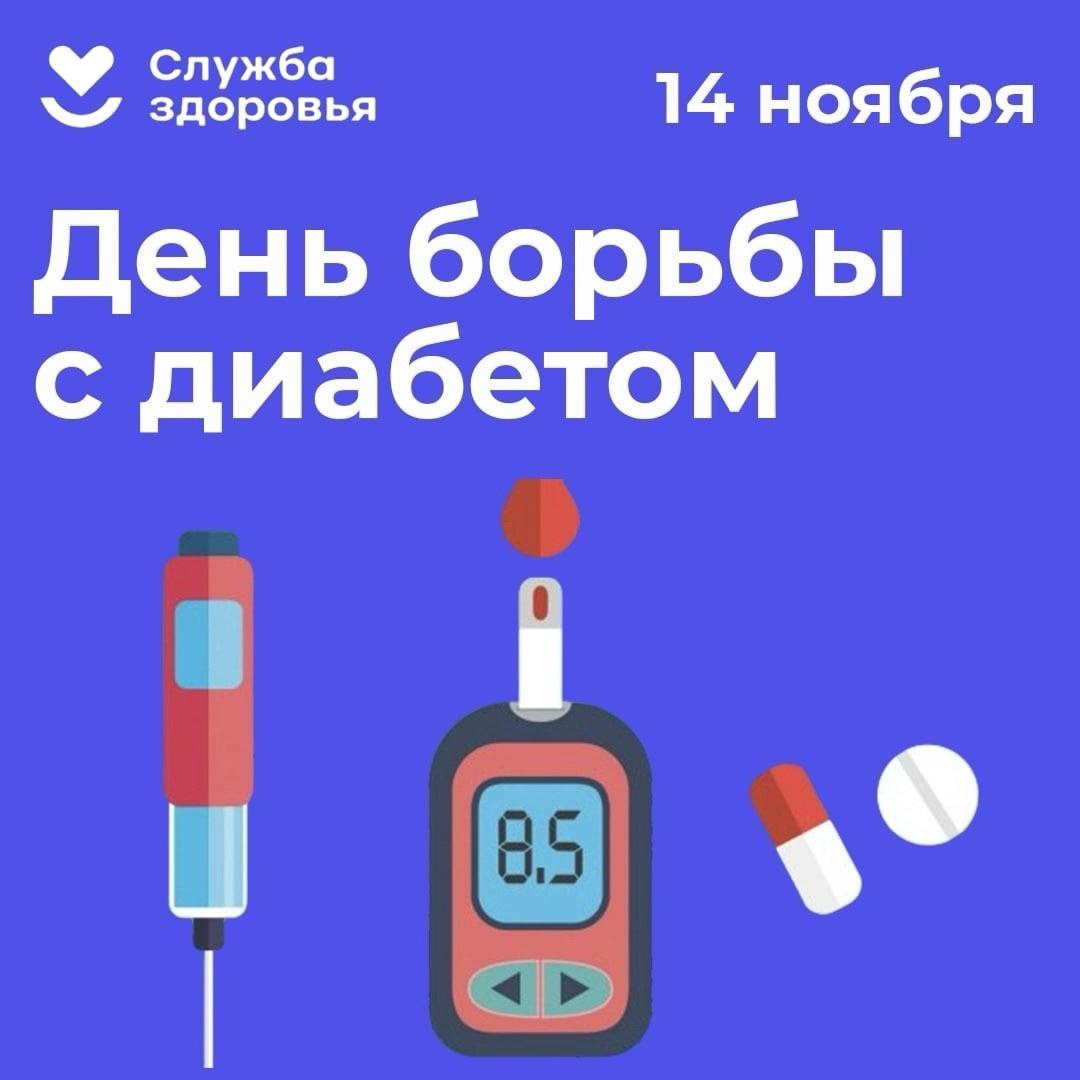 Служба
здоровья
14 ноября
День борьбы
с диабетом
8.5